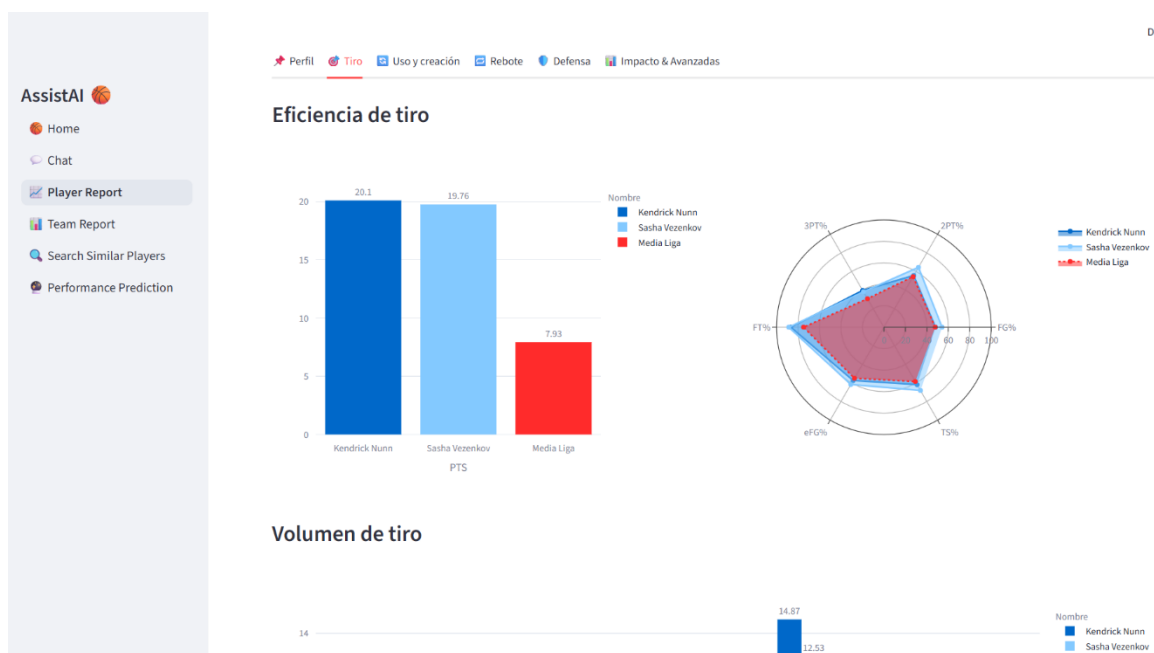 D
📌 Perfil 🎯 Tiro 🔄 Uso y creación 🔁 Rebote 🛡️ Defensa 📊 Impacto & Avanzadas
AssistAI 🏀
Home
Chat
Player Report
Team Report
Search Similar Players
Performance Prediction
Eficiencia de tiro
20.1
19.76
7.93
20
15
10
5
0
Kendrick Nunn
Sasha Vezenkov
Media Liga
PTS
Nombre
Kendrick Nunn
Sasha Vezenkov
Media Liga
3PT%
2PT%
FT%
FG%
eFG%
TS%
0
20
40
60
80
100
Kendrick Nunn
Sasha Vezenkov
Media Liga
Volumen de tiro
14.87
14
12.53
Nombre
Kendrick Nunn
Sasha Vezenkov